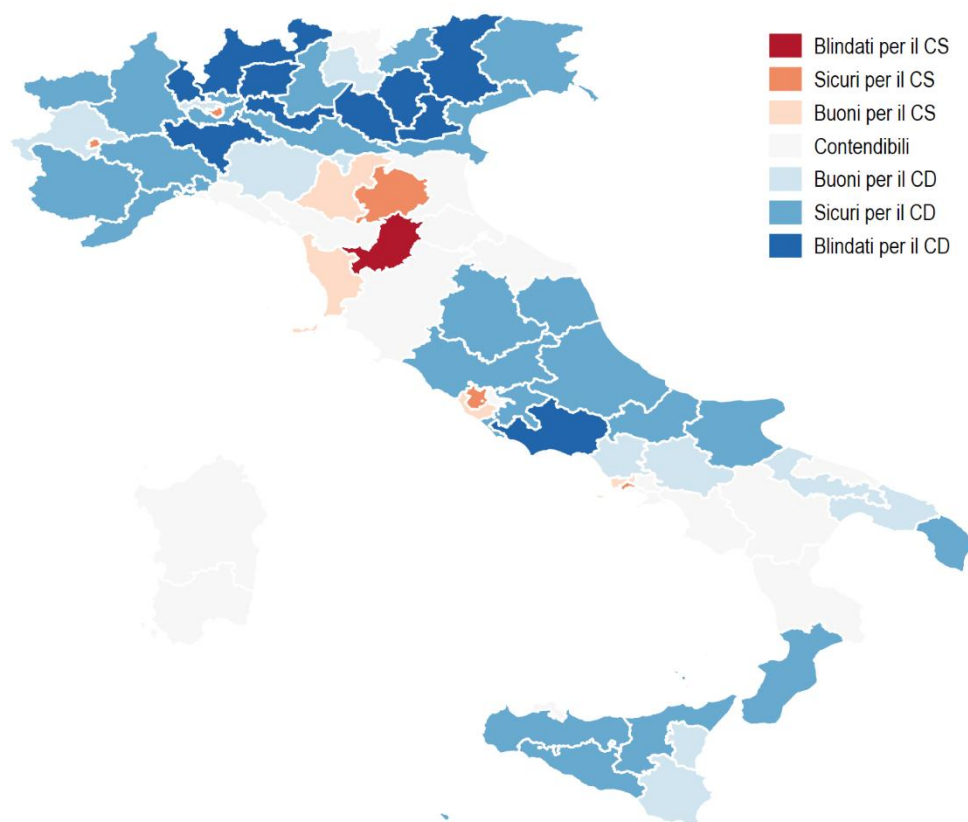 Blindati per il CS
Sicuri per il CS
Buoni per il CS
Contendibili
Buoni per il CD
Sicuri per il CD
Blindati per il CD